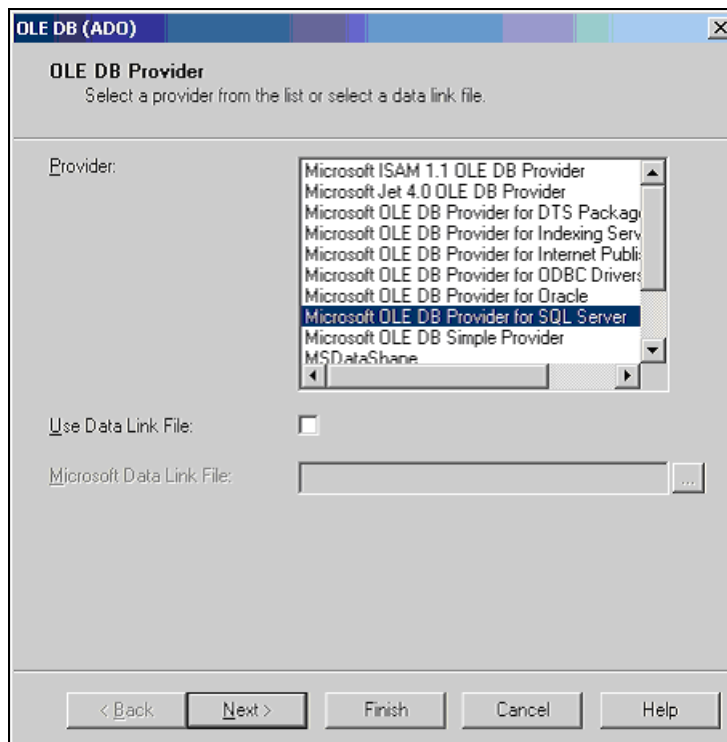 OLE DB (ADO)
OLE DB Provider
Select a provider from the list or select a data link file.
Provider:
Microsoft ISAM 1.1 OLE DB Provider
Microsoft Jet 4.0 OLE DB Provider
Microsoft OLE DB Provider for DTS Packag
Microsoft OLE DB Provider for Indexing Serv
Microsoft OLE DB Provider for Internet Publis
Microsoft OLE DB Provider for ODBC Drivers
Microsoft OLE DB Provider for Oracle
Microsoft OLE DB Provider for SQL Server
Microsoft OLE DB Simple Provider
MSDataShape
Use Data Link File:
Microsoft Data Link File:
...
< Back
Next >
Finish
Cancel
Help